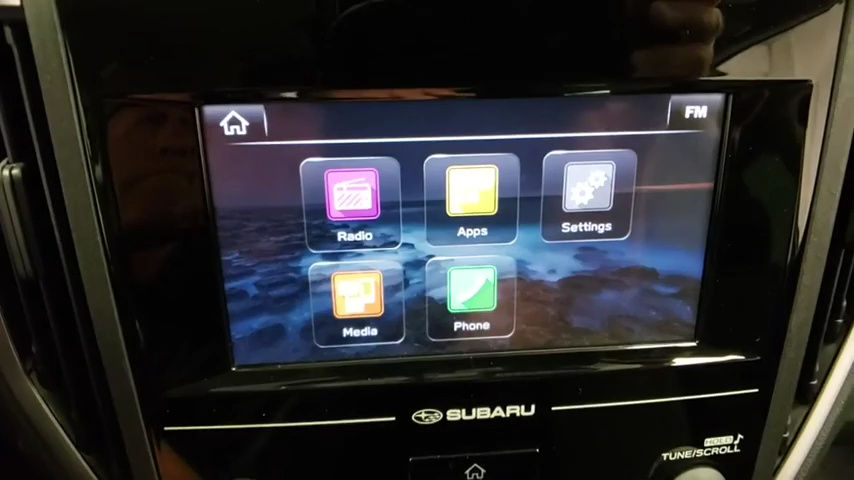 FM
Radio
Apps
Settings
Media
Phone
SUBARU
HOLD
TUNE/SCROLL